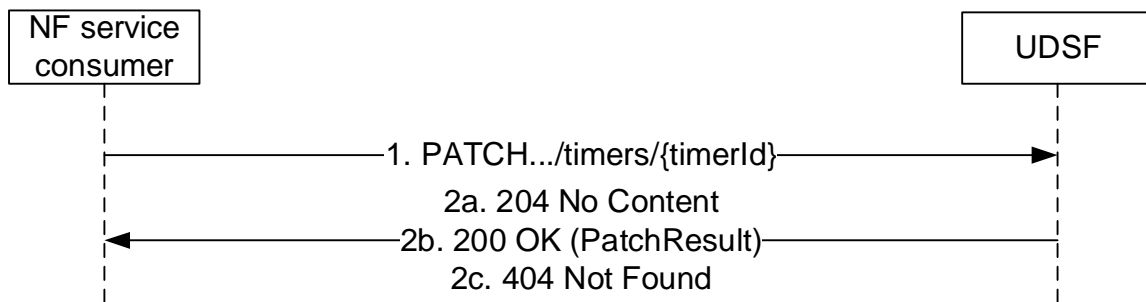 NF service
consumer
UDSF
1. PATCH.../timers/{timerId}
2a. 204 No Content
2b. 200 OK (PatchResult)
2c. 404 Not Found